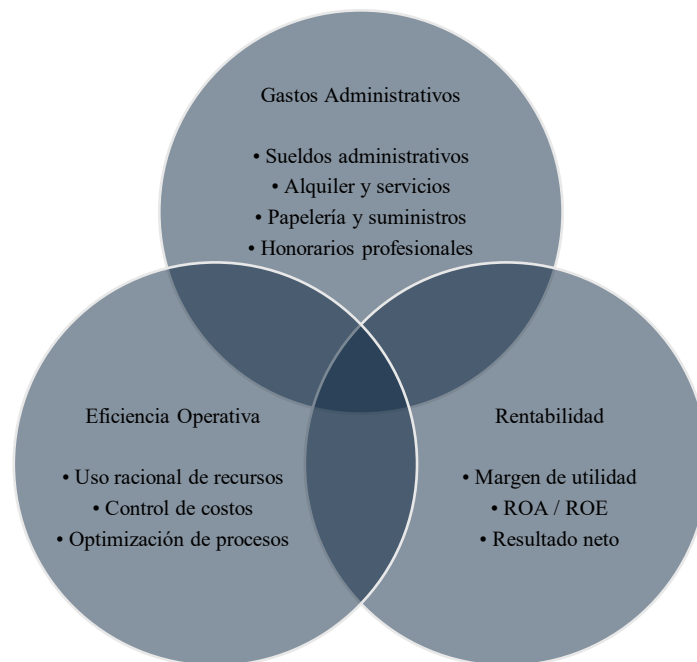 Gastos Administrativos
• Sueldos administrativos
• Alquiler y servicios
• Papelería y suministros
• Honorarios profesionales
Eficiencia Operativa
• Uso racional de recursos
• Control de costos
• Optimización de procesos
Rentabilidad
• Margen de utilidad
• ROA / ROE
• Resultado neto